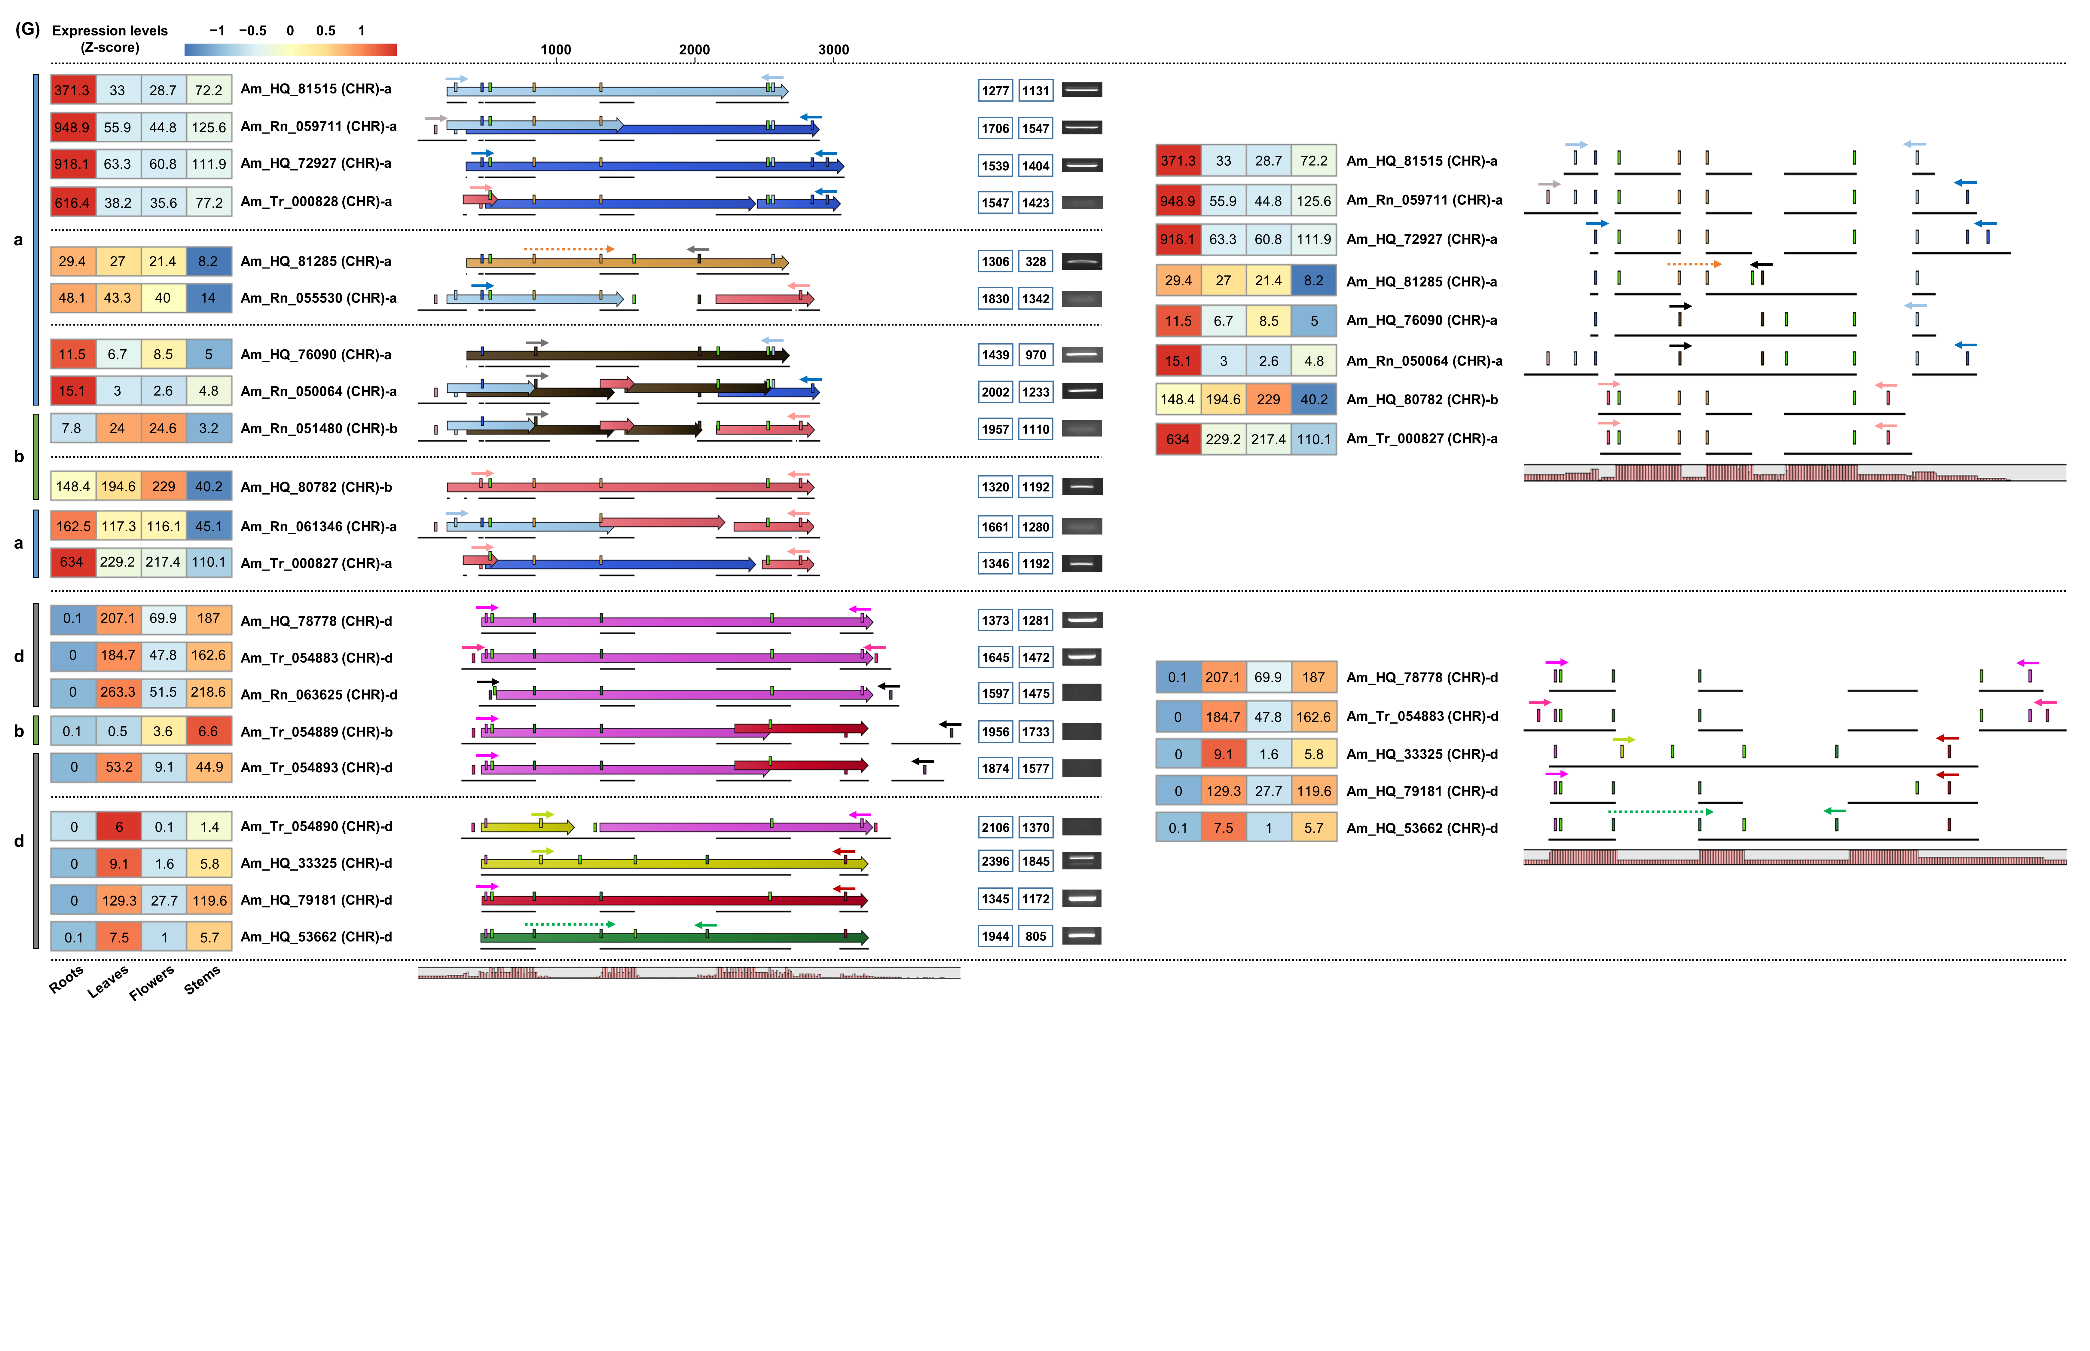 (G) Expression levels −1 −0.5 0 0.5 1
(Z-score)
1000 2000 3000
371.3 33 28.7 72.2 Am_HQ_81515 (CHR)-a 1277 1131
948.9 55.9 44.8 125.6 Am_Rn_059711 (CHR)-a 1706 1547
918.1 63.3 60.8 111.9 Am_HQ_72927 (CHR)-a 1539 1404
616.4 38.2 35.6 77.2 Am_Tr_000828 (CHR)-a 1547 1423
a
29.4 27 21.4 8.2 Am_HQ_81285 (CHR)-a 1306 328
48.1 43.3 40 14 Am_Rn_055530 (CHR)-a 1830 1342
11.5 6.7 8.5 5 Am_HQ_76090 (CHR)-a 1439 970
15.1 3 2.6 4.8 Am_Rn_050064 (CHR)-a 2002 1233
7.8 24 24.6 3.2 Am_Rn_051480 (CHR)-b 1957 1110
b
148.4 194.6 229 40.2 Am_HQ_80782 (CHR)-b 1320 1192
162.5 117.3 116.1 45.1 Am_Rn_061346 (CHR)-a 1661 1280
a
634 229.2 217.4 110.1 Am_Tr_000827 (CHR)-a 1346 1192
0.1 207.1 69.9 187 Am_HQ_78778 (CHR)-d 1373 1281
d
0 184.7 47.8 162.6 Am_Tr_054883 (CHR)-d 1645 1472
0 263.3 51.5 218.6 Am_Rn_063625 (CHR)-d 1597 1475
b
0.1 0.5 3.6 6.6 Am_Tr_054889 (CHR)-b 1956 1733
0 53.2 9.1 44.9 Am_Tr_054893 (CHR)-d 1874 1577
0 6 0.1 1.4 Am_Tr_054890 (CHR)-d 2106 1370
d
0 9.1 1.6 5.8 Am_HQ_33325 (CHR)-d 2396 1845
0 129.3 27.7 119.6 Am_HQ_79181 (CHR)-d 1345 1172
0.1 7.5 1 5.7 Am_HQ_53662 (CHR)-d 1944 805
Roots Leaves Flowers Stems
371.3 33 28.7 72.2 Am_HQ_81515 (CHR)-a
948.9 55.9 44.8 125.6 Am_Rn_059711 (CHR)-a
918.1 63.3 60.8 111.9 Am_HQ_72927 (CHR)-a
29.4 27 21.4 8.2 Am_HQ_81285 (CHR)-a
11.5 6.7 8.5 5 Am_HQ_76090 (CHR)-a
15.1 3 2.6 4.8 Am_Rn_050064 (CHR)-a
148.4 194.6 229 40.2 Am_HQ_80782 (CHR)-b
634 229.2 217.4 110.1 Am_Tr_000827 (CHR)-a
0.1 207.1 69.9 187 Am_HQ_78778 (CHR)-d
0 184.7 47.8 162.6 Am_Tr_054883 (CHR)-d
0 9.1 1.6 5.8 Am_HQ_33325 (CHR)-d
0 129.3 27.7 119.6 Am_HQ_79181 (CHR)-d
0.1 7.5 1 5.7 Am_HQ_53662 (CHR)-d